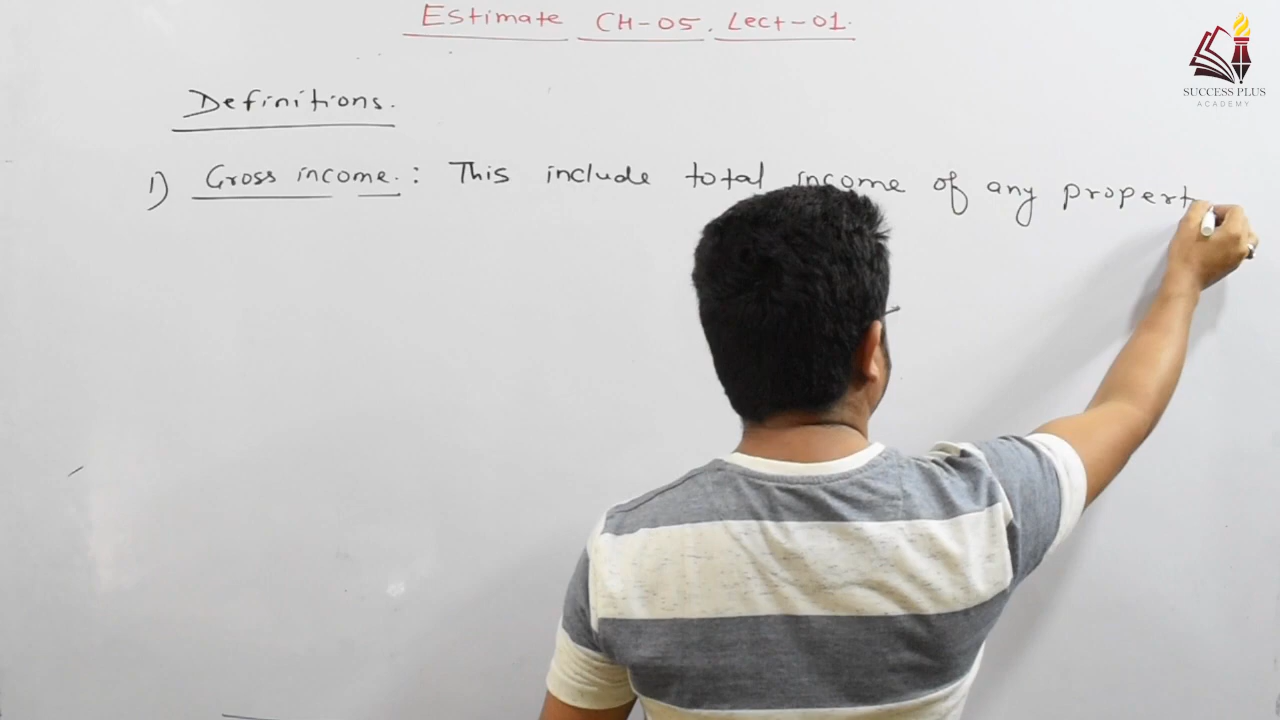 Estimate CH-05. Lect-01.
SUCCESS PLUS
ACADEMY
Definitions.
1) Gross income. : This include total income of any propert